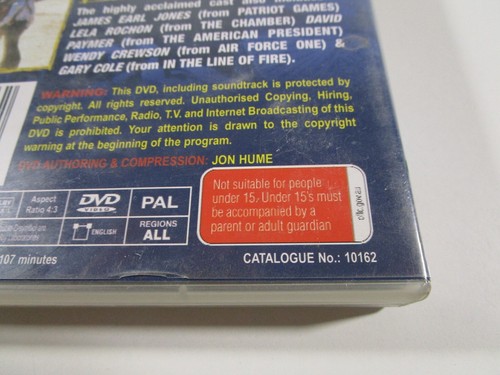 The highly acclaimed cast also
JAMES EARL JONES (from PATRIOT GAMES)
LELA ROCHON (from THE CHAMBER) DAVID
PAYMER (from THE AMERICAN PRESIDENT)
WENDY CREWSON (from AIR FORCE ONE) &
GARY COLE (from IN THE LINE OF FIRE).
WARNING: This DVD, including soundtrack is protected by
copyright. All rights reserved. Unauthorised Copying, Hiring,
Public Performance, Radio, T.V. and Internet Broadcasting of this
DVD is prohibited. Your attention is drawn to the copyright
warning at the beginning of the program.
DVD AUTHORING & COMPRESSION: JON HUME
Aspect
Ratio 4:3
DVD
VIDEO
PAL
ENGLISH
REGIONS
ALL
Not suitable for people
under 15. Under 15's must
be accompanied by a
parent or adult guardian
oflc.gov.au
107 minutes
CATALOGUE No.: 10162